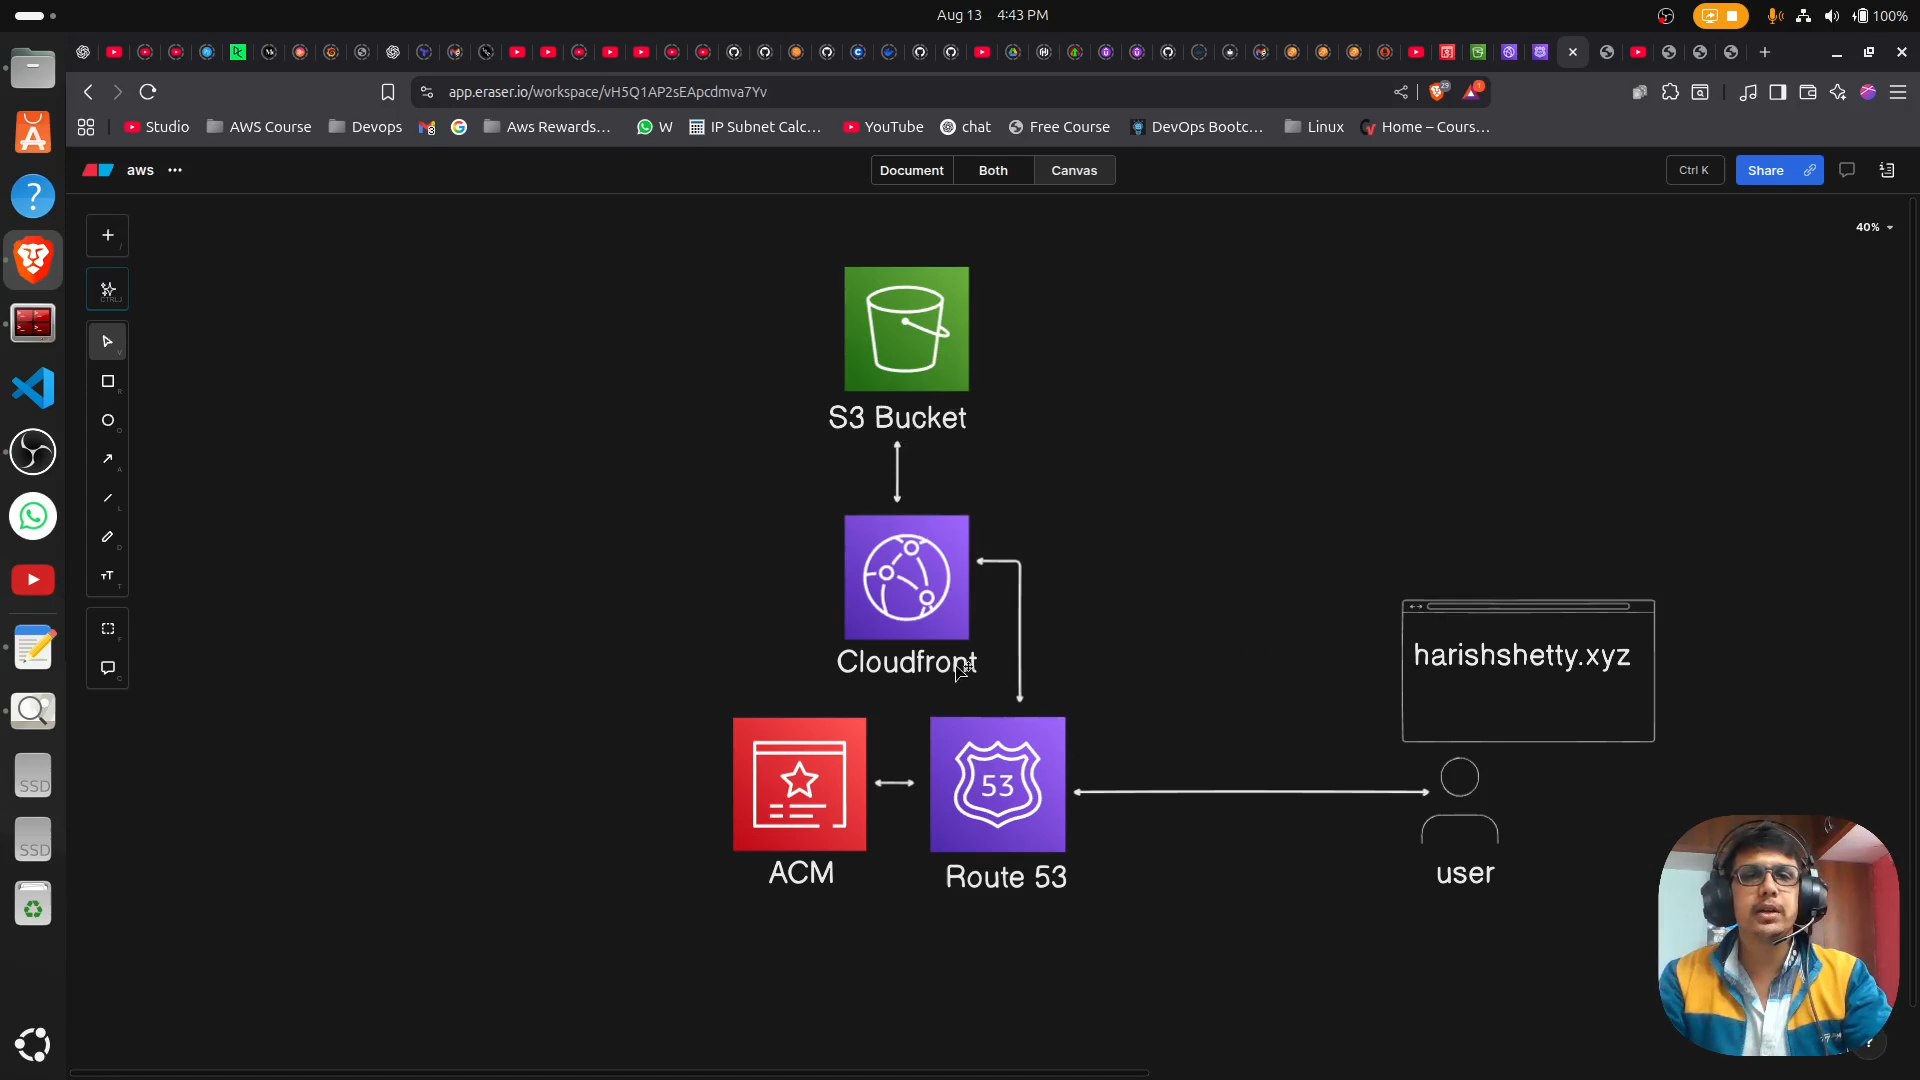 Aug 13 4:43 PM
100%
app.eraser.io/workspace/vH5Q1AP2sEApcdmva7Yv
29
1
Studio
AWS Course
Devops
Aws Rewards...
W
IP Subnet Calc...
YouTube
chat
Free Course
DevOps Bootc...
Linux
Home – Cours...
aws
Document
Both
Canvas
Ctrl K
Share
40%
S3 Bucket
Cloudfront
harishshetty.xyz
53
ACM
Route 53
user
SSD
SSD